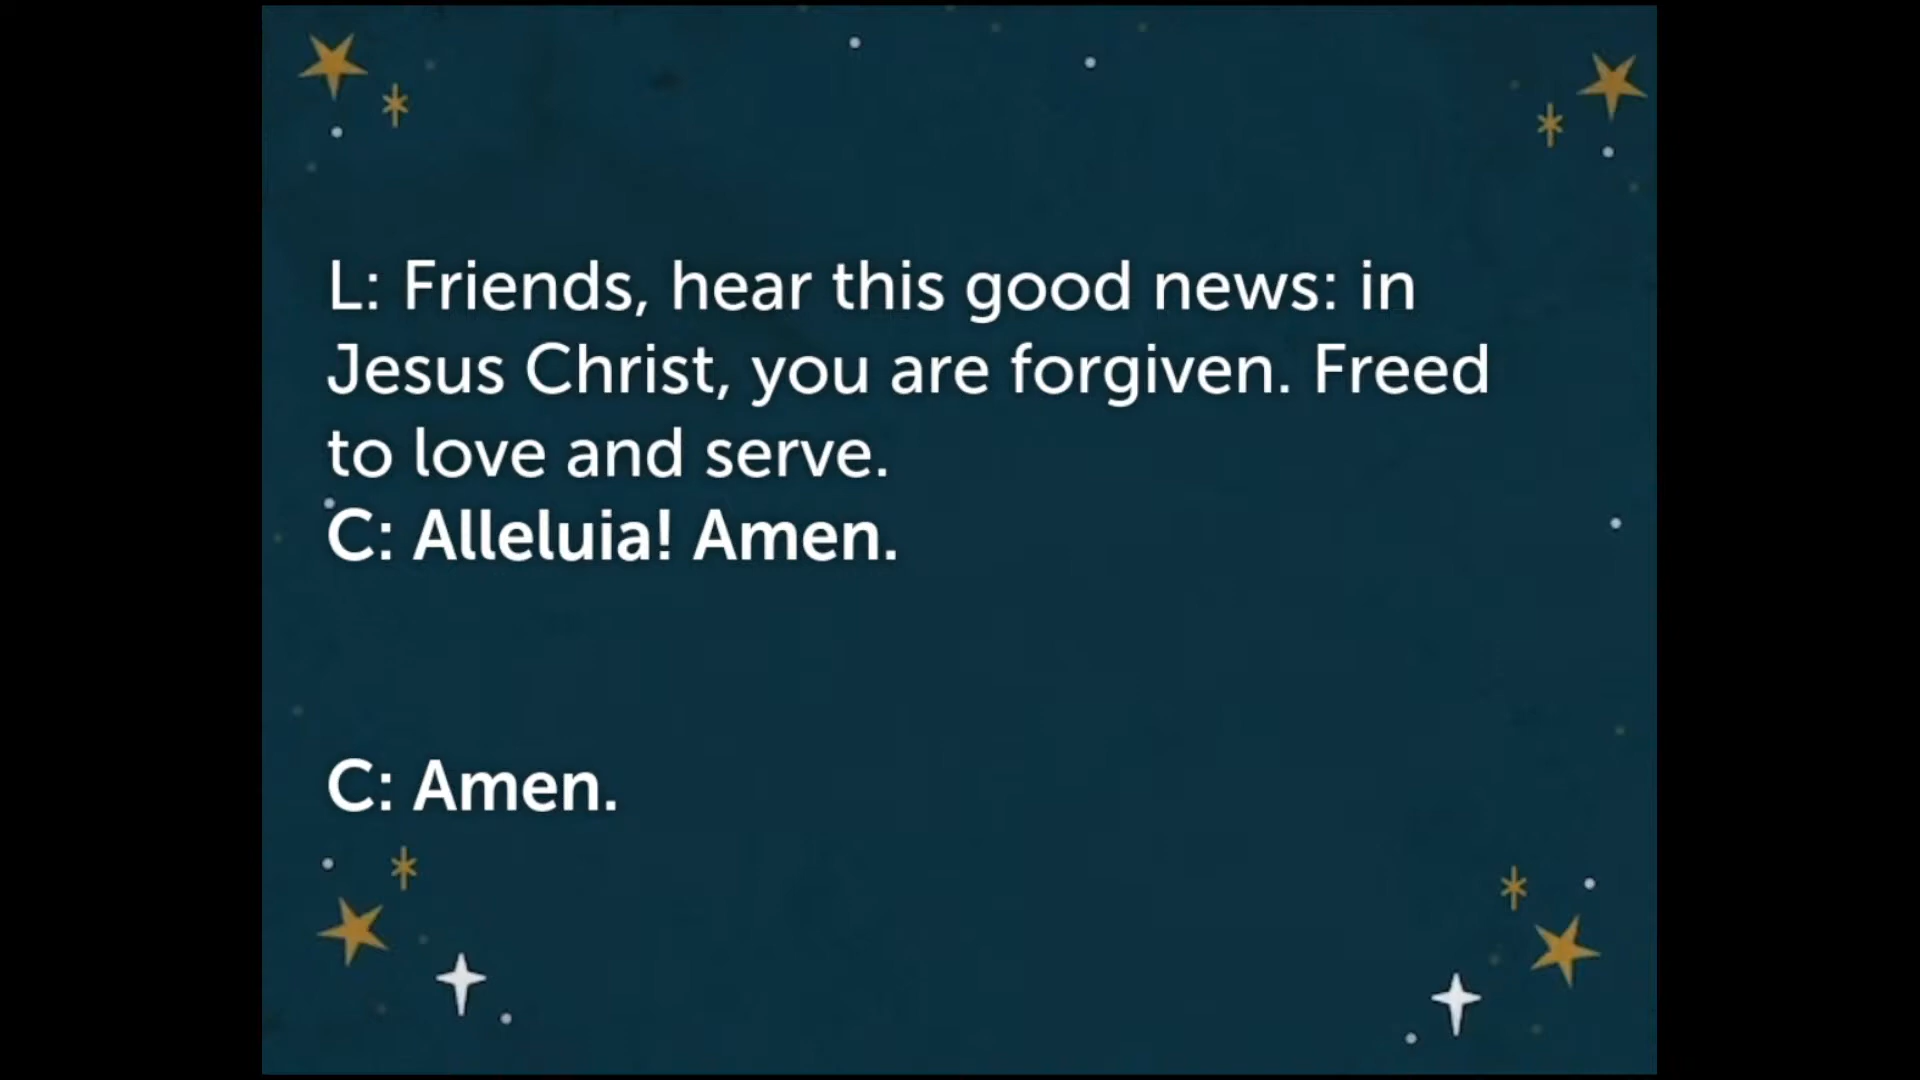 L: Friends, hear this good news: in
Jesus Christ, you are forgiven. Freed
to love and serve.
C: Alleluia! Amen.
C: Amen.